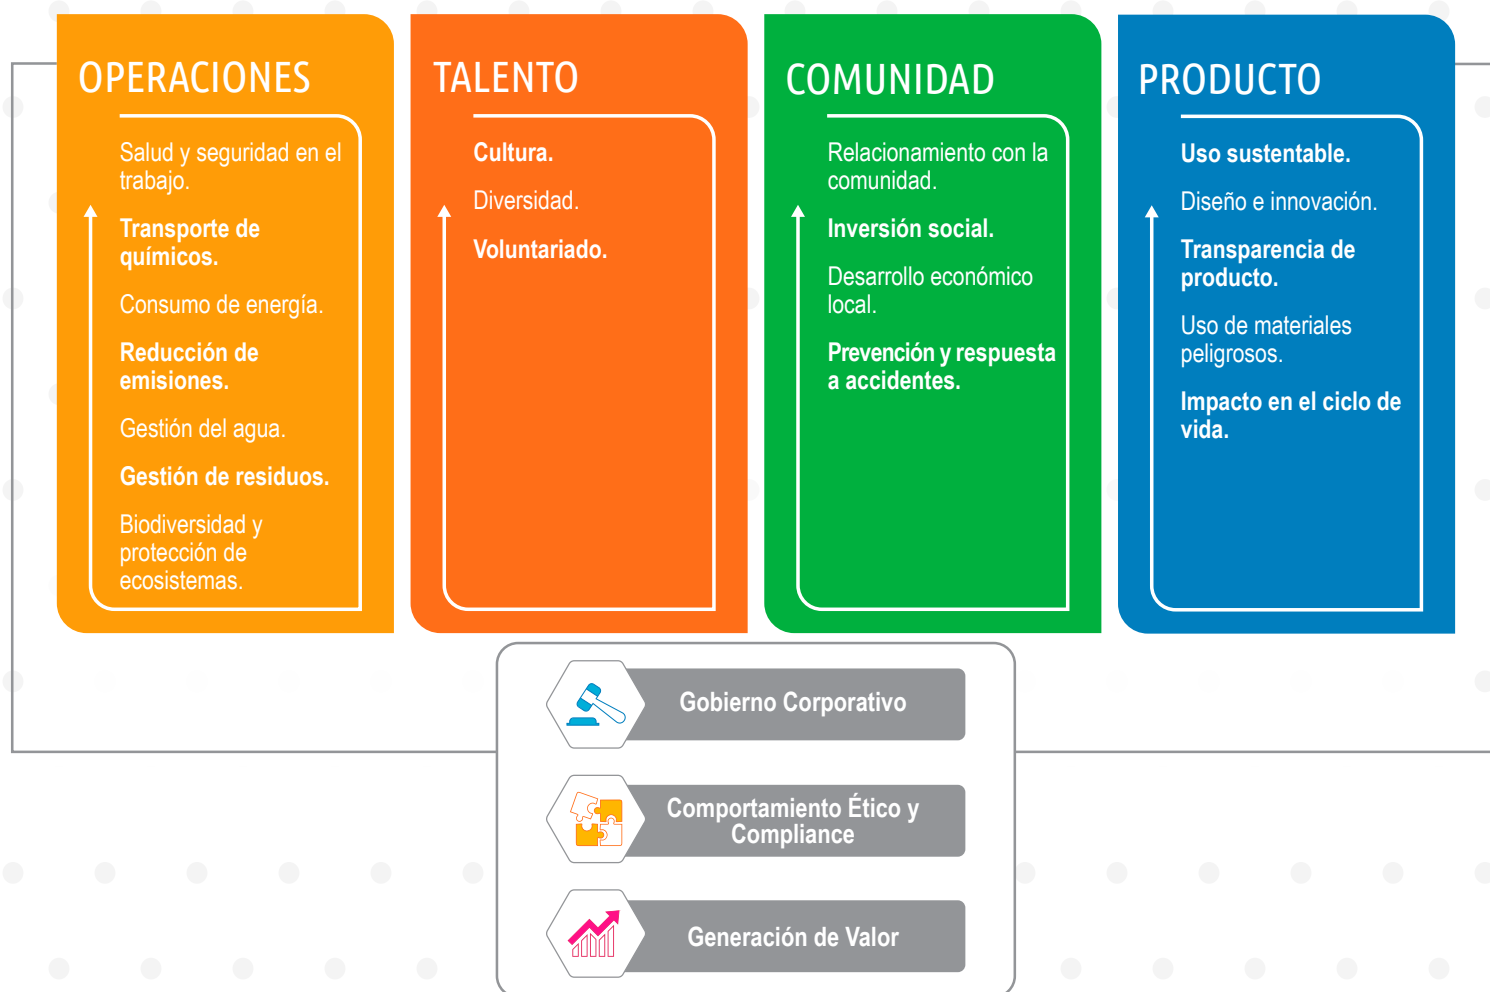 OPERACIONES
Salud y seguridad en el
trabajo.
Transporte de
químicos.
Consumo de energía.
Reducción de
emisiones.
Gestión del agua.
Gestión de residuos.
Biodiversidad y
protección de
ecosistemas.
TALENTO
Cultura.
Diversidad.
Voluntariado.
COMUNIDAD
Relacionamiento con la
comunidad.
Inversión social.
Desarrollo económico
local.
Prevención y respuesta
a accidentes.
PRODUCTO
Uso sustentable.
Diseño e innovación.
Transparencia de
producto.
Uso de materiales
peligrosos.
Impacto en el ciclo de
vida.
Gobierno Corporativo
Comportamiento Ético y
Compliance
Generación de Valor